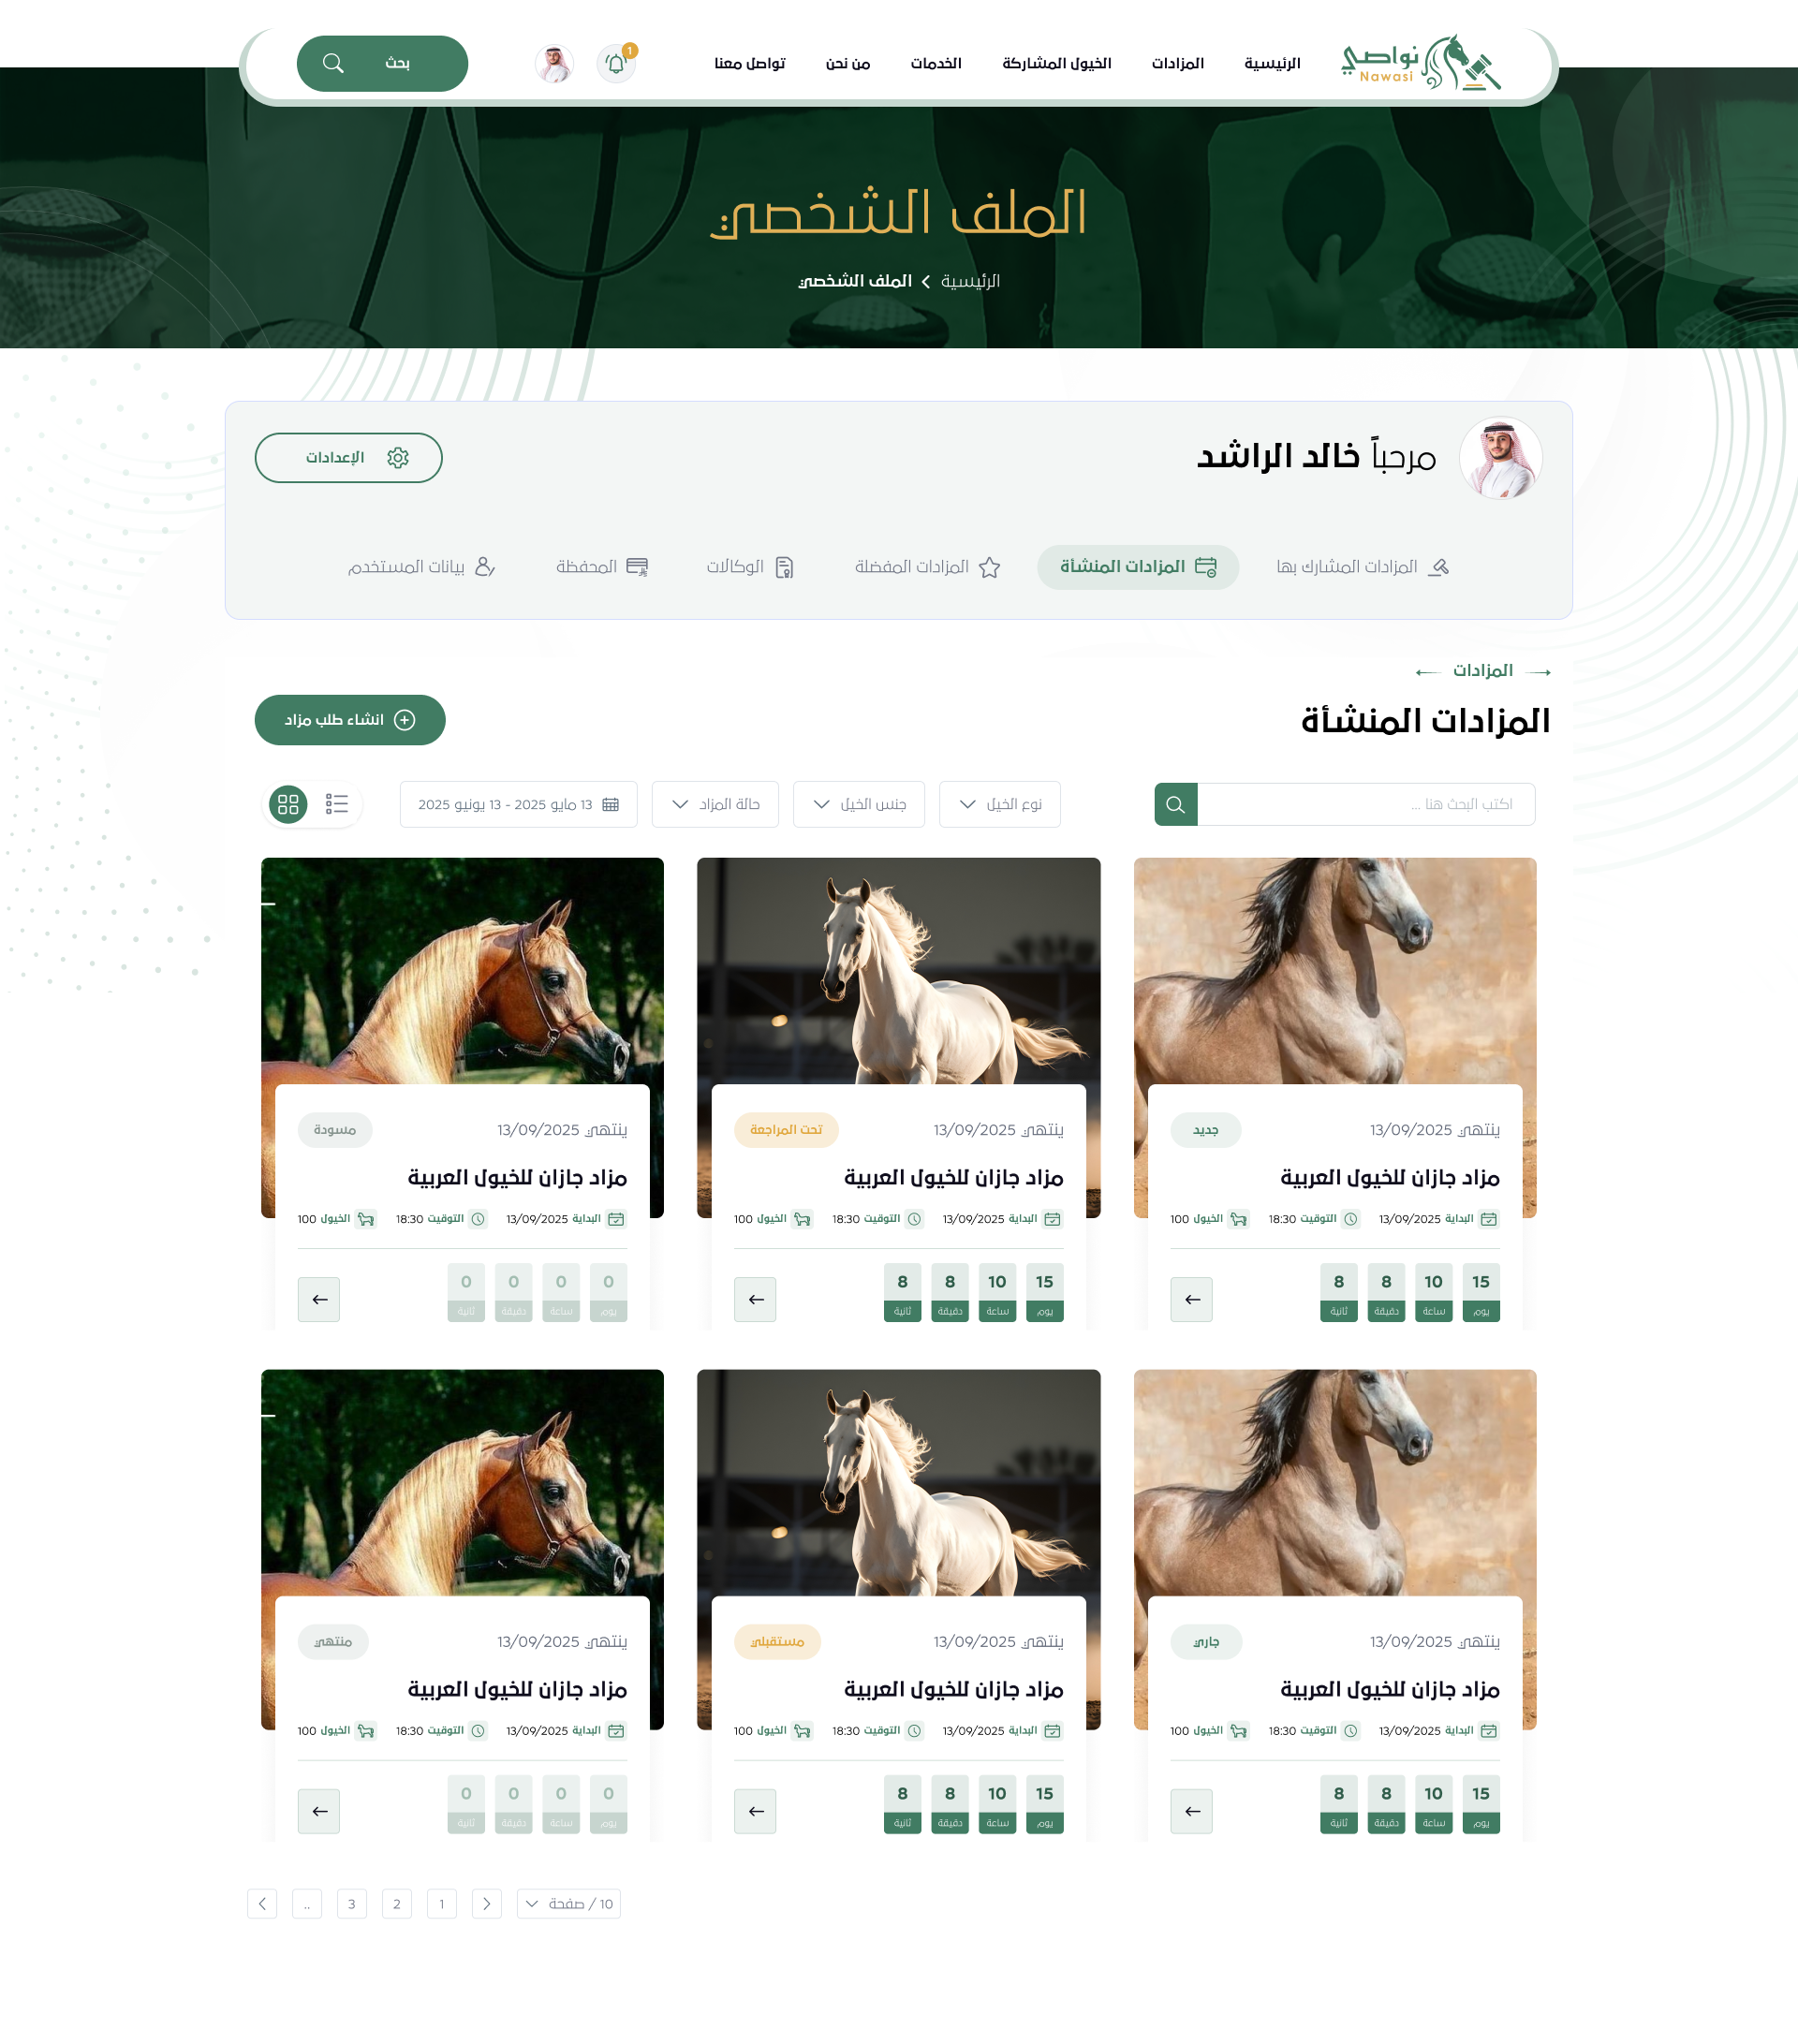 نواصي
Nawasi
الرئيسية
المزادات
الخيول المشاركة
الخدمات
من نحن
تواصل معنا
1
بحث
الملف الشخصي
الرئيسية
الملف الشخصي
مرحباً خالد الراشد
الإعدادات
المزادات المشارك بها
المزادات المنشأة
المزادات المفضلة
الوكالات
المحفظة
بيانات المستخدم
المزادات
المزادات المنشأة
انشاء طلب مزاد
اكتب البحث هنا ...
نوع الخيل
جنس الخيل
حالة المزاد
13 مايو 2025 - 13 يونيو 2025
ينتهي 13/09/2025
جديد
مزاد جازان للخيول العربية
البداية 13/09/2025
التوقيت 18:30
الخيول 100
15 10 8 8
يوم ساعة دقيقة ثانية
ينتهي 13/09/2025
تحت المراجعة
مزاد جازان للخيول العربية
البداية 13/09/2025
التوقيت 18:30
الخيول 100
15 10 8 8
يوم ساعة دقيقة ثانية
ينتهي 13/09/2025
مسودة
مزاد جازان للخيول العربية
البداية 13/09/2025
التوقيت 18:30
الخيول 100
0 0 0 0
يوم ساعة دقيقة ثانية
ينتهي 13/09/2025
جاري
مزاد جازان للخيول العربية
البداية 13/09/2025
التوقيت 18:30
الخيول 100
15 10 8 8
يوم ساعة دقيقة ثانية
ينتهي 13/09/2025
مستقبلي
مزاد جازان للخيول العربية
البداية 13/09/2025
التوقيت 18:30
الخيول 100
15 10 8 8
يوم ساعة دقيقة ثانية
ينتهي 13/09/2025
منتهي
مزاد جازان للخيول العربية
البداية 13/09/2025
التوقيت 18:30
الخيول 100
0 0 0 0
يوم ساعة دقيقة ثانية
10 / صفحة
1
2
3
..